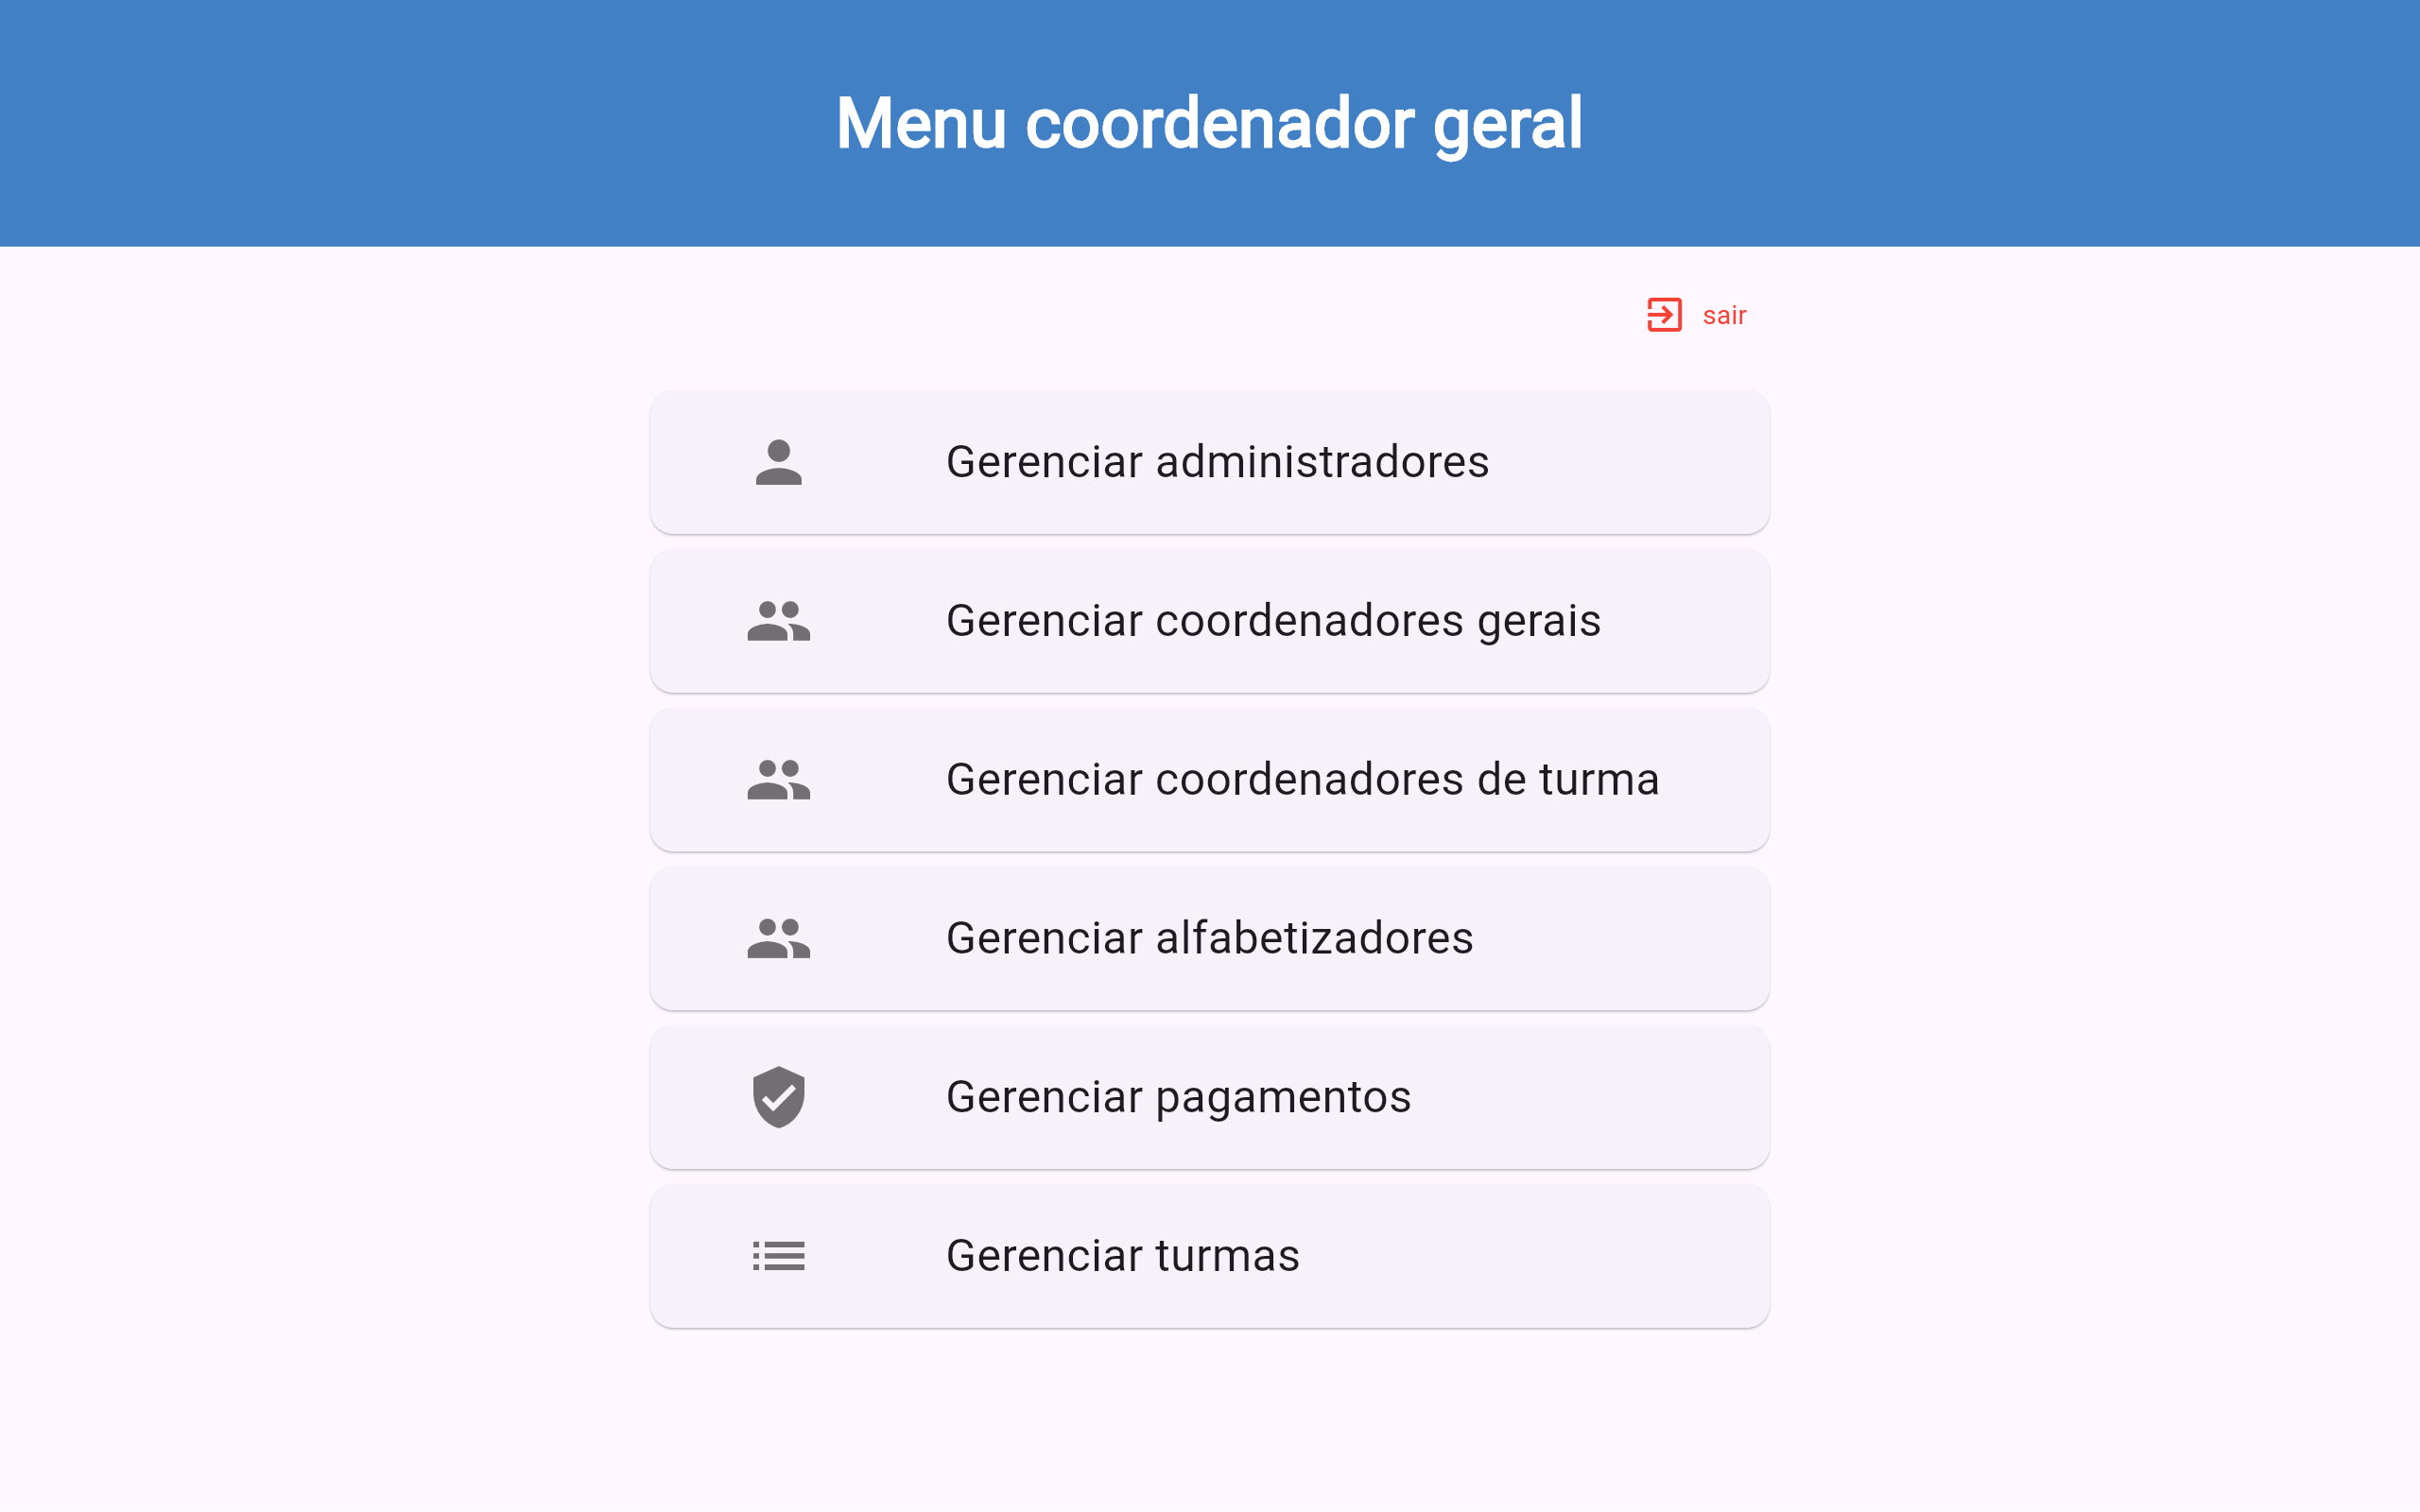 Menu coordenador geral
sair
Gerenciar administradores
Gerenciar coordenadores gerais
Gerenciar coordenadores de turma
Gerenciar alfabetizadores
Gerenciar pagamentos
Gerenciar turmas